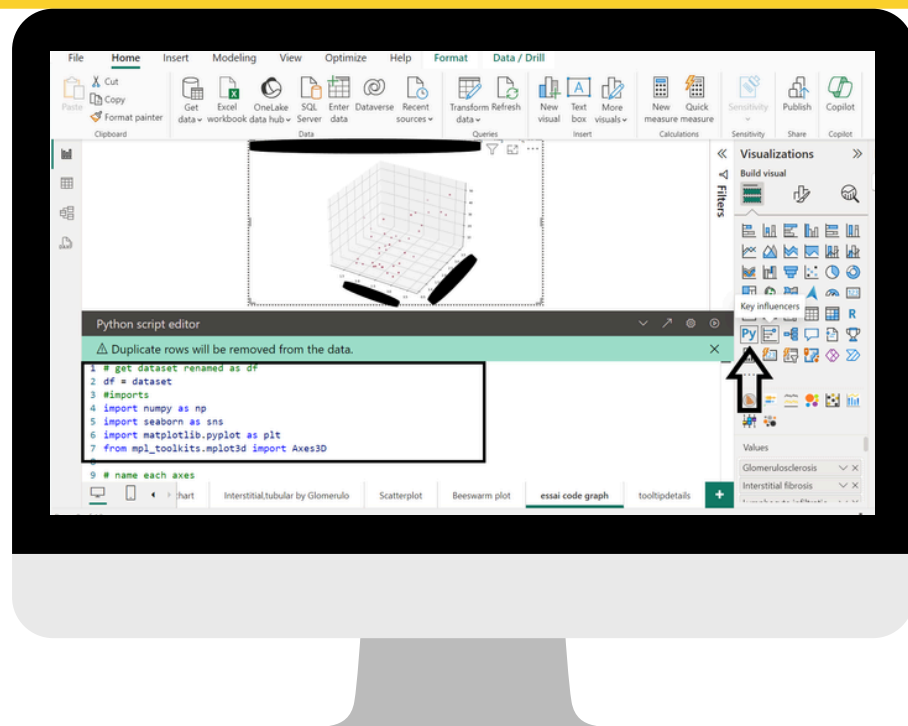 File Home Insert Modeling View Optimize Help Format Data / Drill
Paste
Cut
Copy
Format painter
Clipboard
Get data
Excel workbook
OneLake data hub
SQL Server
Enter data
Dataverse
Recent sources
Data
Transform data
Refresh
Queries
New visual
Text box
More visuals
Insert
New measure
Quick measure
Calculations
Sensitivity
Sensitivity
Publish
Share
Copilot
Copilot
Filters
Visualizations
Build visual
Key influencers
R
Py
Values
Glomerulosclerosis
Interstitial fibrosis
Python script editor
Duplicate rows will be removed from the data.
1 # get dataset renamed as df
2 df = dataset
3 #imports
4 import numpy as np
5 import seaborn as sns
6 import matplotlib.pyplot as plt
7 from mpl_toolkits.mplot3d import Axes3D
9 # name each axes
Interstitial,tubular by Glomerulo Scatterplot Beeswarm plot essai code graph tooltipdetails +